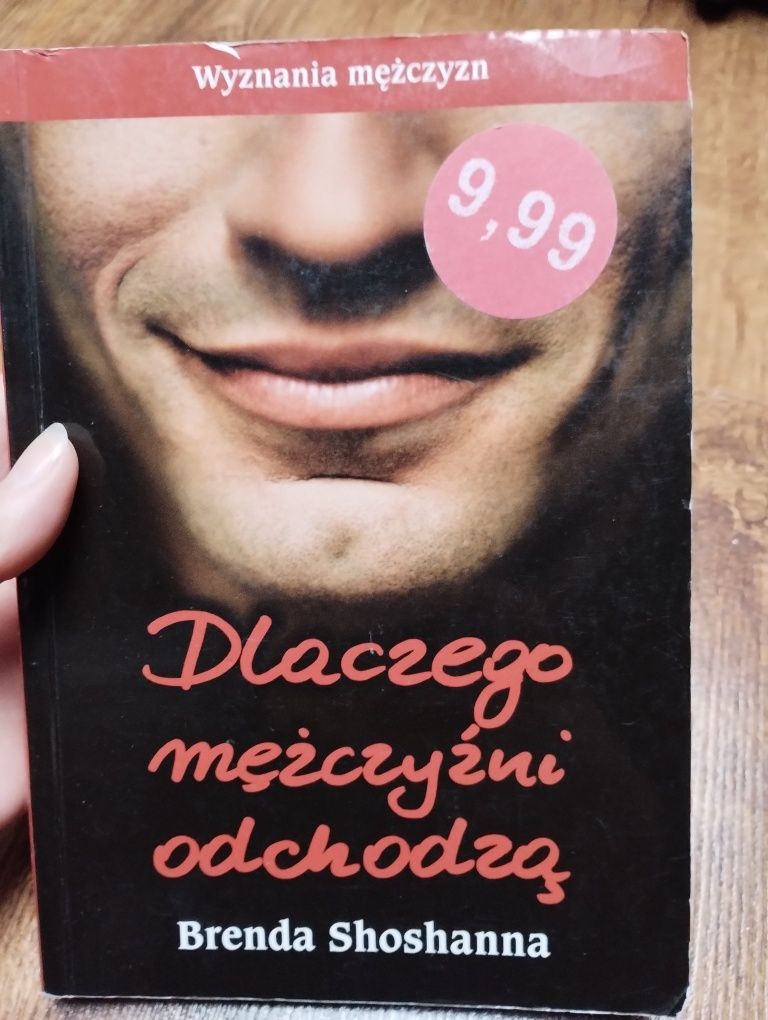 Wyznania mężczyzn
9,99
Dlaczego
mężczyźni
odchodzą
Brenda Shoshanna